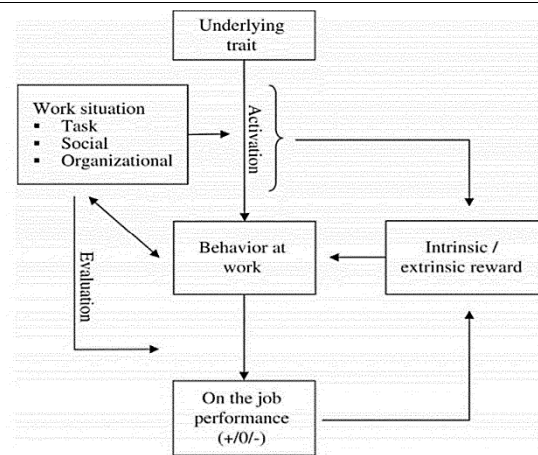 Underlying
trait
Work situation
▪ Task
▪ Social
▪ Organizational
Activation
Evaluation
Behavior at
work
Intrinsic /
extrinsic reward
On the job
performance
(+/0/-)